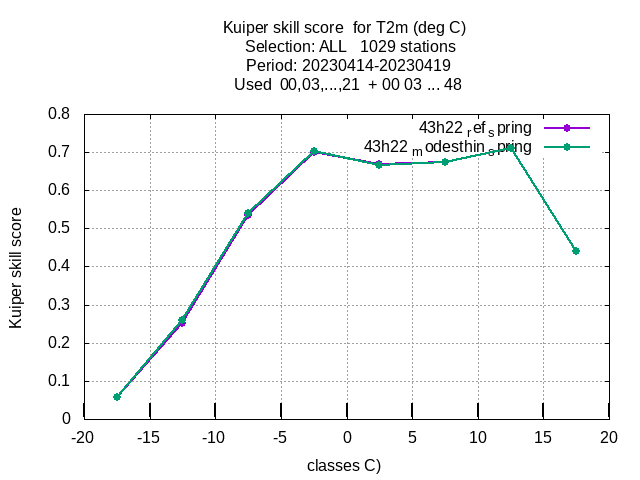 Kuiper skill score  for T2m (deg C)
Selection: ALL   1029 stations
Period: 20230414-20230419
Used  00,03,...,21  + 00 03 ... 48
43h22 ref spring
43h22 modesthin spring
0.8
0.7
0.6
0.5
0.4
0.3
0.2
0.1
0
Kuiper skill score
-20 -15 -10 -5 0 5 10 15 20
classes C)